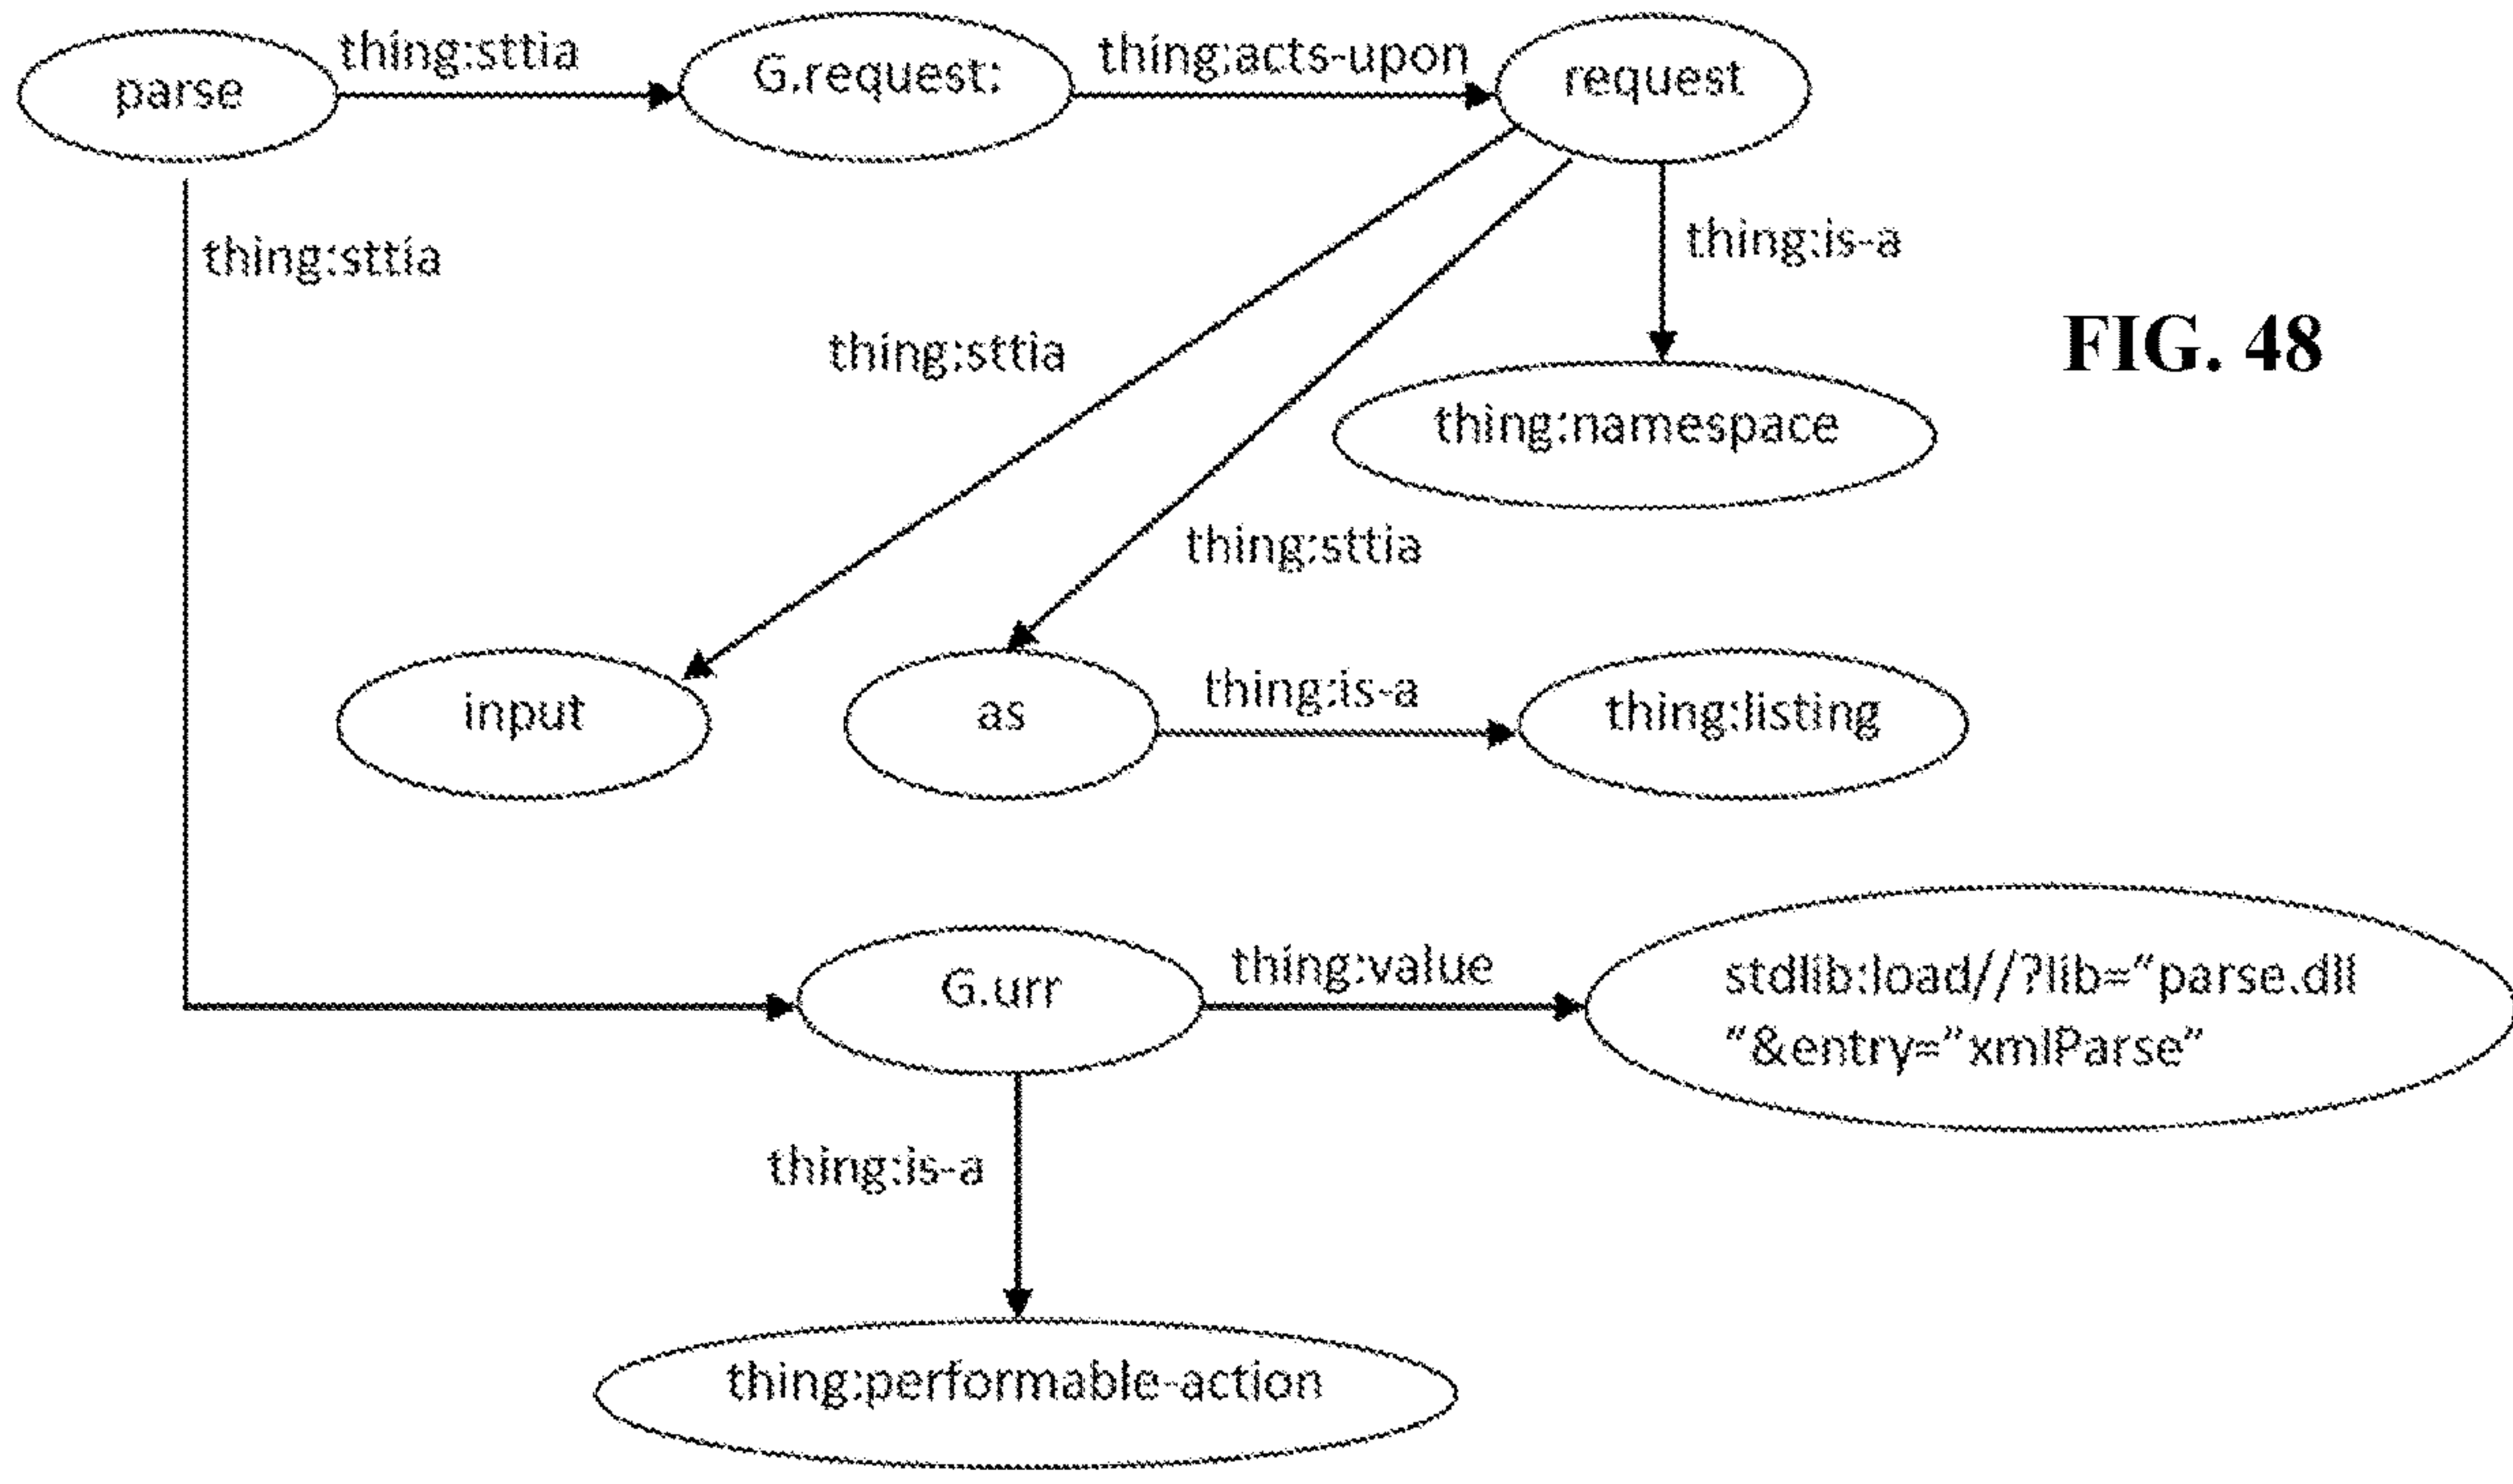 parse
thing:sttia
G.request:
thing:acts-upon
request
thing:sttia
thing:is-a
FIG. 48
thing:sttia
thing:namespace
thing:sttia
input
as
thing:is-a
thing:listing
G.urr
thing:value
stdlib:load//?lib=“parse.dll
“&entry=”xmlParse”
thing:is-a
thing:performable-action